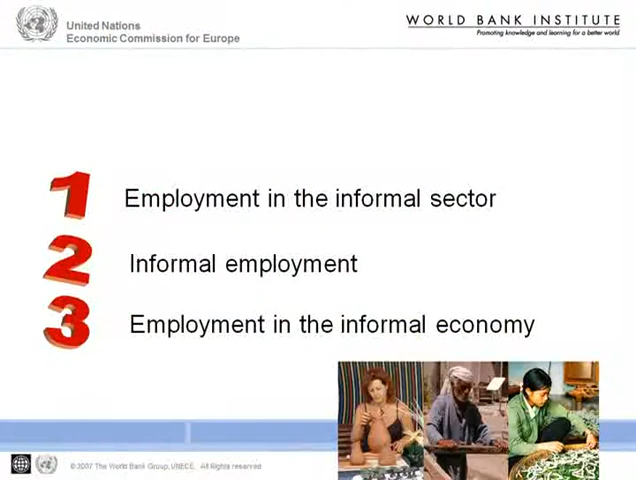 United Nations
Economic Commission for Europe
WORLD BANK INSTITUTE
Promoting knowledge and learning for a better world
1 Employment in the informal sector
2 Informal employment
3 Employment in the informal economy
© 2007 The World Bank Group, UNECE. All Rights reserved